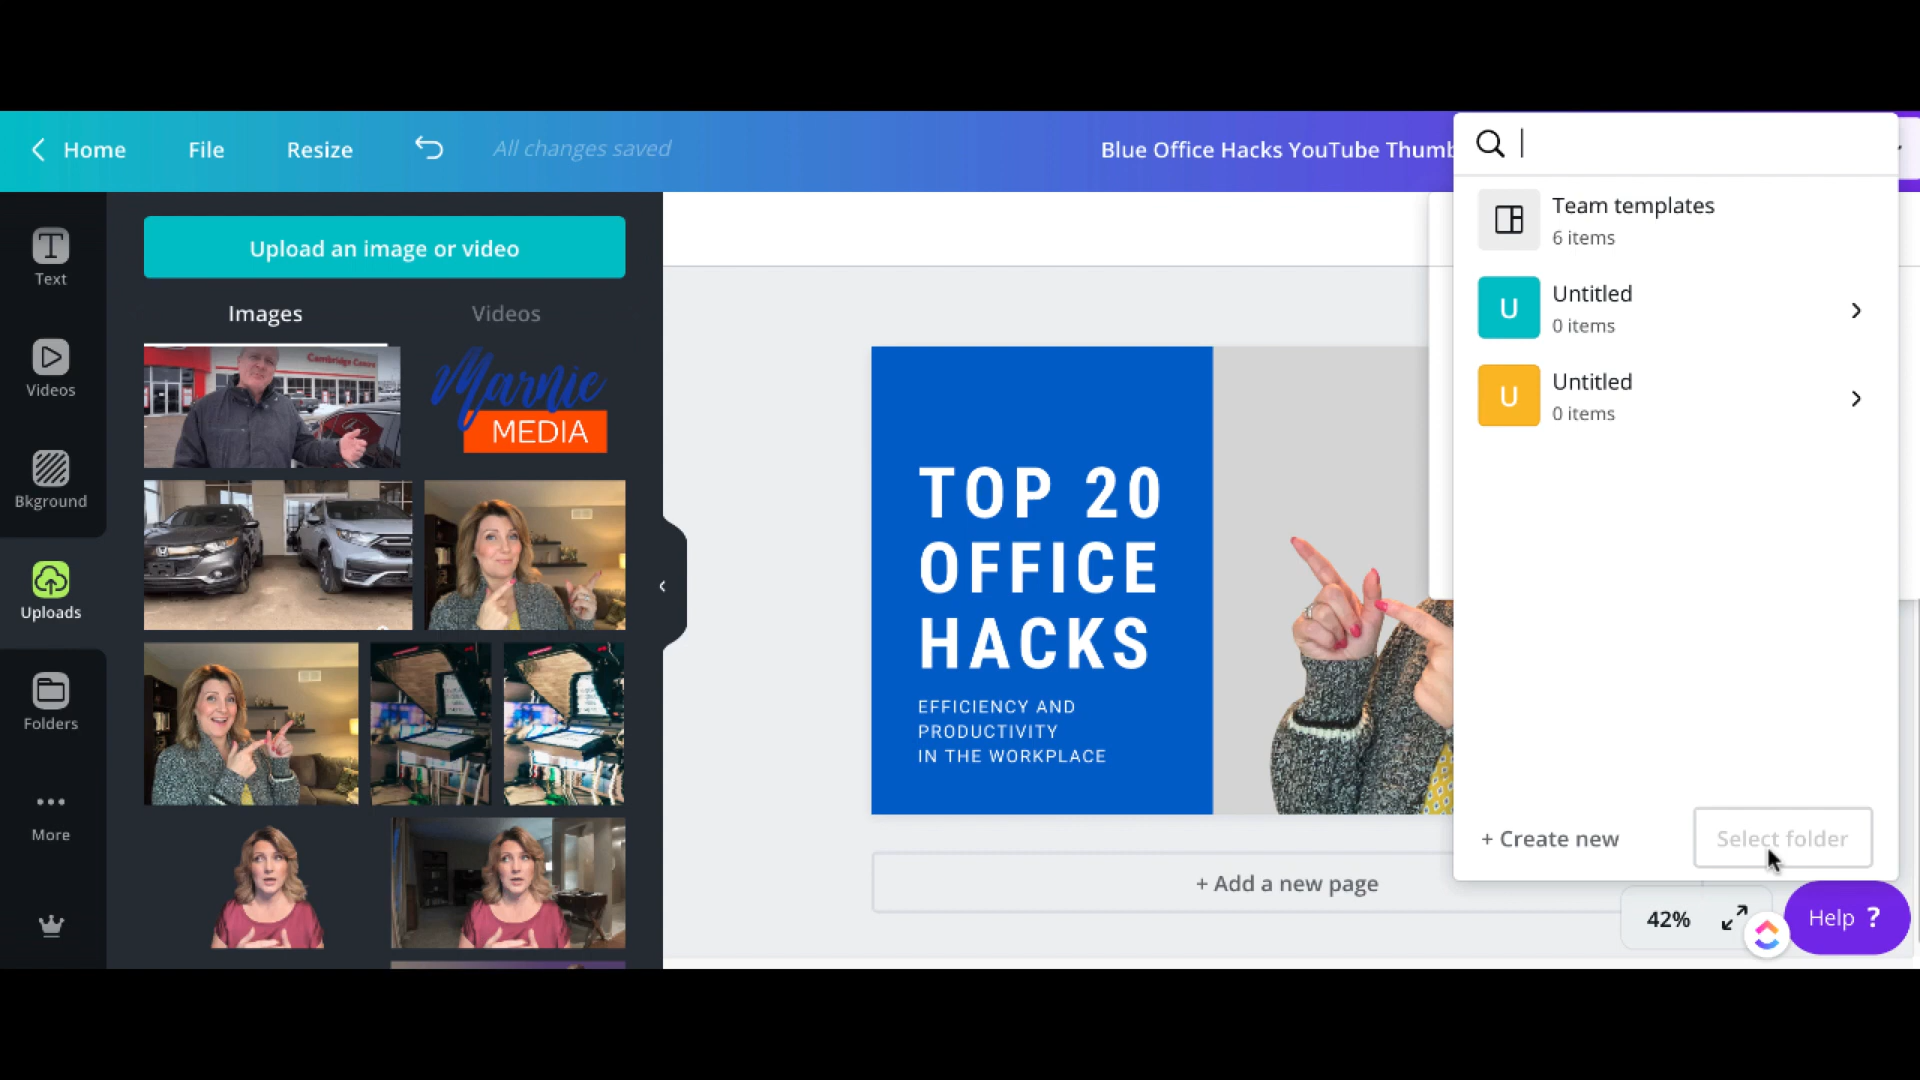 Home
File
Resize
All changes saved
Blue Office Hacks YouTube Thumb
Text
Videos
Bkground
Uploads
Folders
More
Upload an image or video
Images
Videos
Cambridge Centre
Marnie
MEDIA
TOP 20
OFFICE
HACKS
EFFICIENCY AND
PRODUCTIVITY
IN THE WORKPLACE
+ Add a new page
Team templates
6 items
U
Untitled
0 items
U
Untitled
0 items
+ Create new
Select folder
42%
Help ?